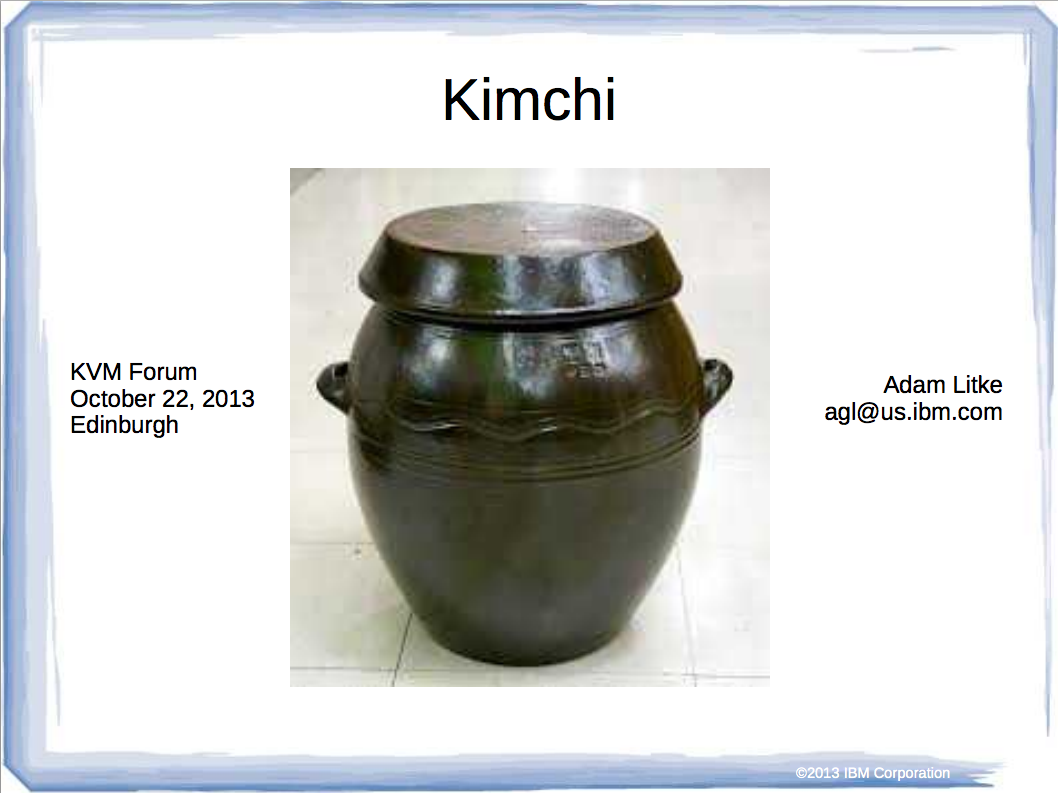 Kimchi
KVM Forum
October 22, 2013
Edinburgh
Adam Litke
agl@us.ibm.com
©2013 IBM Corporation